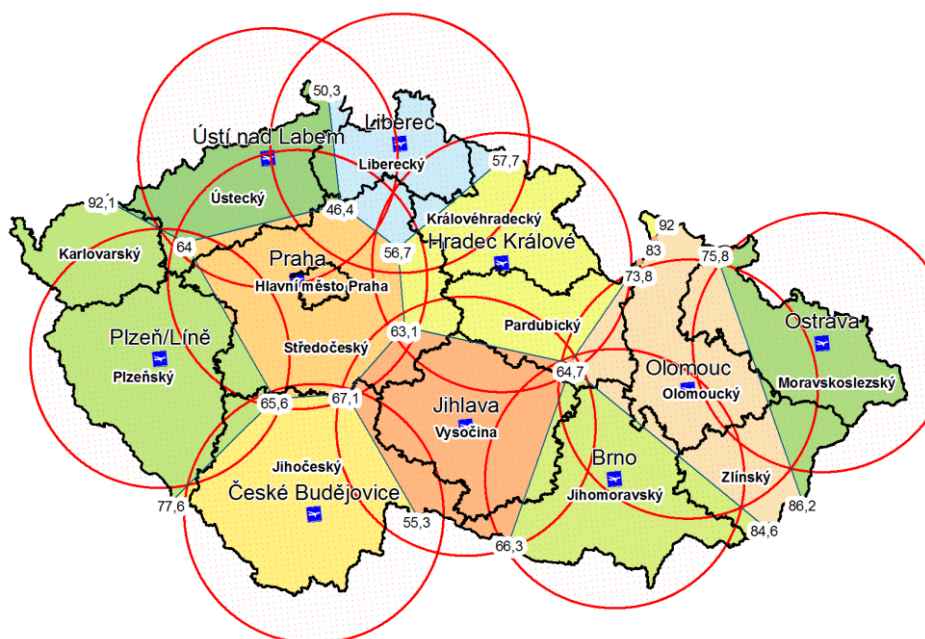 50,3
Ústí nad Labem
Liberec
Liberecký
57,7
Ústecký
92,1
46,4
Královéhradecký
92
Karlovarský
64
56,7
Hradec Králové
83
75,8
Praha
Hlavní město Praha
73,8
Plzeň/Líně
Plzeňský
Středočeský
63,1
Pardubický
Ostrava
64,7
Olomouc
Olomoucký
Moravskoslezský
65,6
67,1
Jihlava
Vysočina
Jihočeský
Brno
Jihomoravský
Zlínský
České Budějovice
77,6
55,3
86,2
84,6
66,3